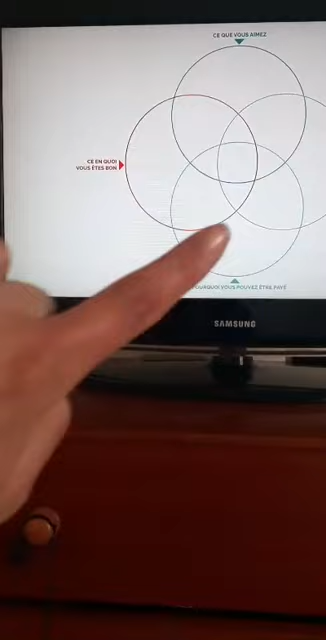 CE QUE VOUS AIMEZ
CE EN QUOI
VOUS ÊTES BON
POURQUOI VOUS POUVEZ ÊTRE PAYÉ
SAMSUNG